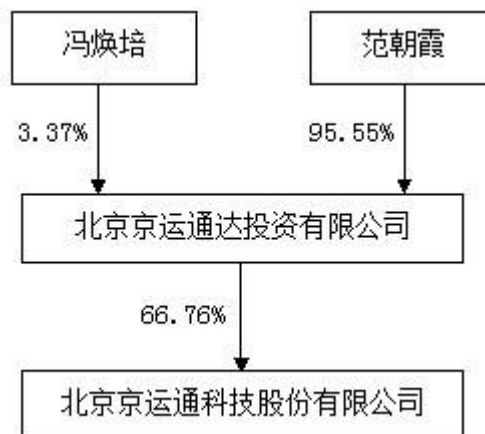 冯焕培
范朝霞
3.37%
95.55%
北京京运通达投资有限公司
66.76%
北京京运通科技股份有限公司